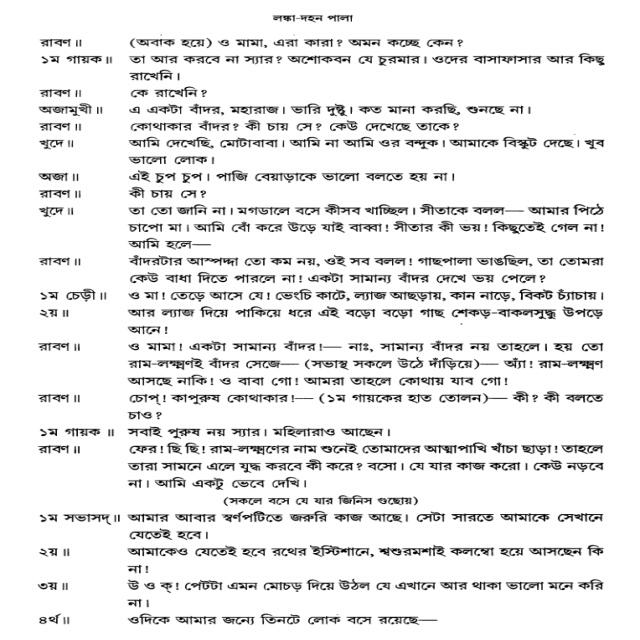 লঙ্কা-দহন পালা
রাবণ॥ (অবাক হয়ে) ও মামা, এরা কারা? অমন কচ্ছে কেন?
১ম গায়ক॥ তা আর করবে না স্যার? অশোকবন যে চুরমার। ওদের বাসাফাসার আর কিছু
রাখেনি।
রাবণ॥ কে রাখেনি?
অজামুখী॥ এ একটা বাঁদর, মহারাজ। ভারি দুষ্টু। কত মানা করছি, শুনছে না।
রাবণ॥ কোথাকার বাঁদর? কী চায় সে? কেউ দেখেছে তাকে?
খুদে॥ আমি দেখেছি, মোটাবাবা। আমি না আমি ওর বন্দুক। আমাকে বিস্কুট দেছে। খুব
ভালো লোক।
অজা॥ এই চুপ চুপ। পাজি বেয়াড়াকে ভালো বলতে হয় না।
রাবণ॥ কী চায় সে?
খুদে॥ তা তো জানি না। মগডালে বসে কীসব খাচ্ছিল। সীতাকে বলল— আমার পিঠে
চাপো মা। আমি বোঁ করে উড়ে যাই বাব্বা! সীতার কী ভয়! কিছুতেই গেল না!
আমি হলে—
রাবণ॥ বাঁদরটার আস্পদ্দা তো কম নয়, ওই সব বলল! গাছপালা ভাঙছিল, তা তোমরা
কেউ বাধা দিতে পারলে না! একটা সামান্য বাঁদর দেখে ভয় পেলে?
১ম চেড়ী॥ ও মা! তেড়ে আসে যে! ভেংচি কাটে, ল্যাজ আছড়ায়, কান নাড়ে, বিকট চ্যাঁচায়।
২য়॥ আর ল্যাজ দিয়ে পাকিয়ে ধরে এই বড়ো বড়ো গাছ শেকড়-বাকলসুদ্ধু উপড়ে
আনে!
রাবণ॥ ও মামা! একটা সামান্য বাঁদর!— নাঃ, সামান্য বাঁদর নয় তাহলে। হয় তো
রাম-লক্ষ্মণই বাঁদর সেজে— (সভাস্থ সকলে উঠে দাঁড়িয়ে)— অ্যাঁ! রাম-লক্ষ্মণ
আসছে নাকি! ও বাবা গো! আমরা তাহলে কোথায় যাব গো!
রাবণ॥ চোপ্! কাপুরুষ কোথাকার!— (১ম গায়কের হাত তোলন)— কী? কী বলতে
চাও?
১ম গায়ক॥ সবাই পুরুষ নয় স্যার। মহিলারাও আছেন।
রাবণ॥ ফের! ছি ছি! রাম-লক্ষ্মণের নাম শুনেই তোমাদের আত্মাপাখি খাঁচা ছাড়া! তাহলে
তারা সামনে এলে যুদ্ধ করবে কী করে? বসো। যে যার কাজ করো। কেউ নড়বে
না। আমি একটু ভেবে দেখি।
(সকলে বসে যে যার জিনিস গুছোয়)
১ম সভাসদ্॥ আমার আবার স্বর্ণপটিতে জরুরি কাজ আছে। সেটা সারতে আমাকে সেখানে
যেতেই হবে।
২য়॥ আমাকেও যেতেই হবে রথের ইস্টিশানে, শ্বশুরমশাই কলম্বো হয়ে আসছেন কি
না!
৩য়॥ উ ও ক্! পেটটা এমন মোচড় দিয়ে উঠল যে এখানে আর থাকা ভালো মনে করি
না।
৪র্থ॥ ওদিকে আমার জন্যে তিনটে লোক বসে রয়েছে—